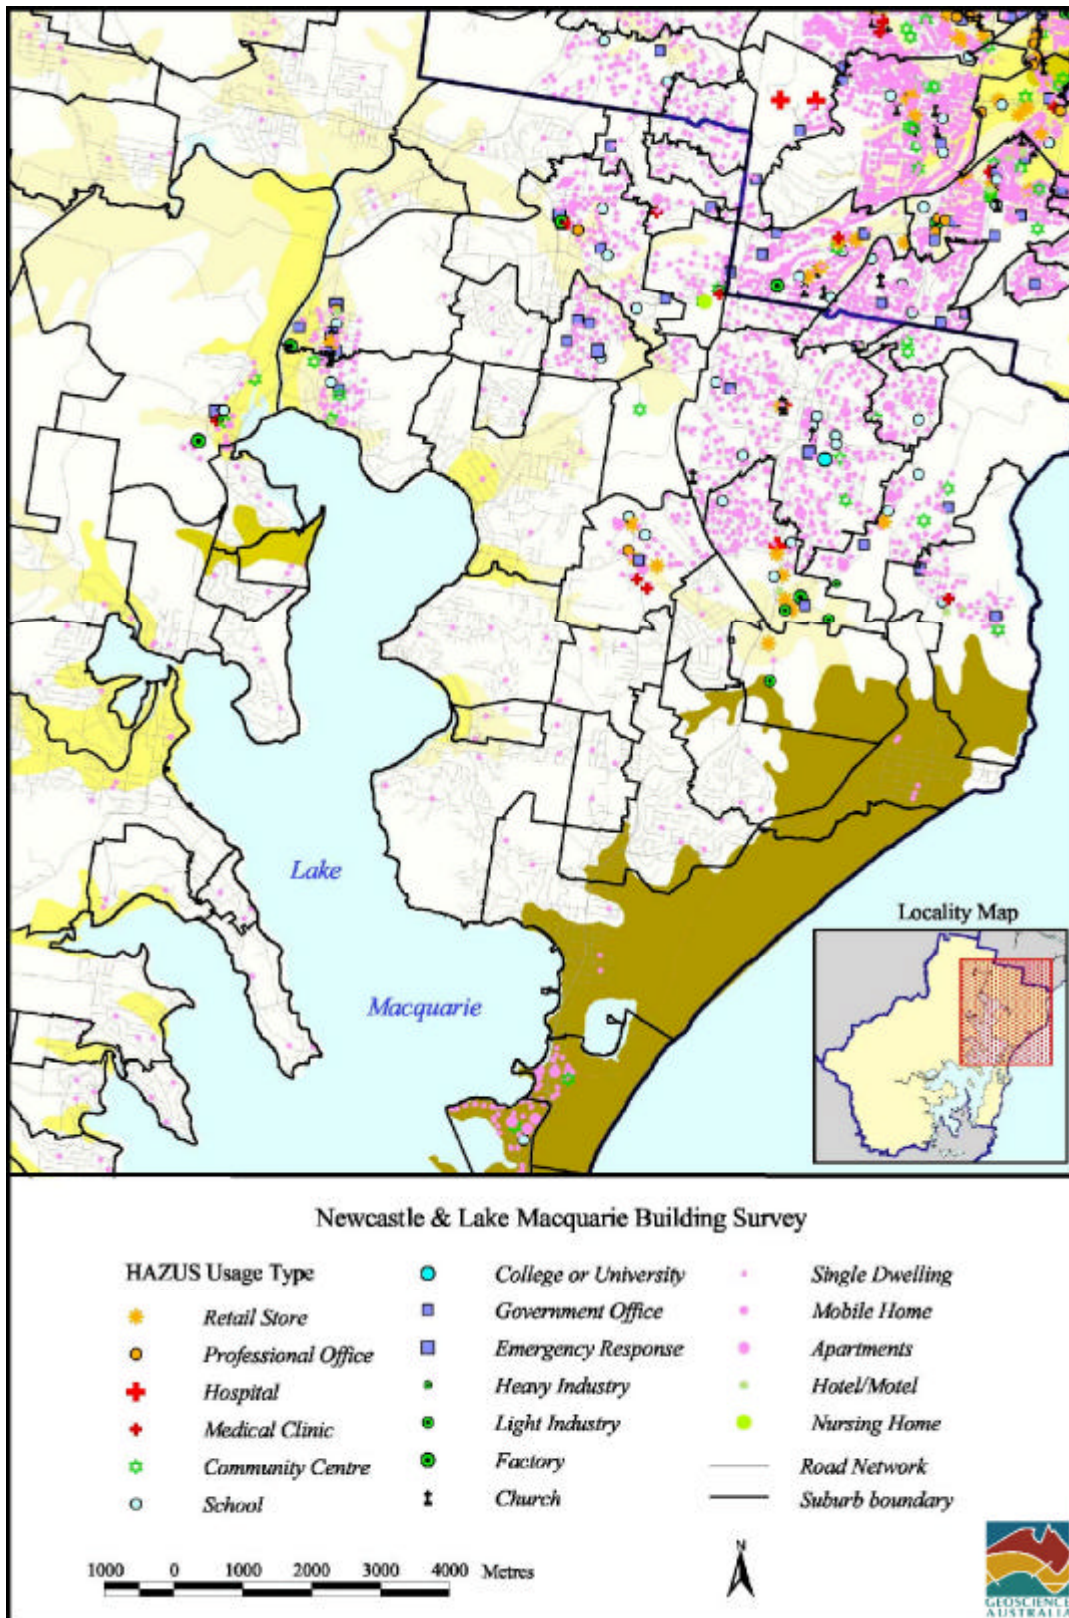 Lake
Macquarie
Locality Map
Newcastle & Lake Macquarie Building Survey
HAZUS Usage Type
Retail Store
Professional Office
Hospital
Medical Clinic
Community Centre
School
College or University
Government Office
Emergency Response
Heavy Industry
Light Industry
Factory
Church
Single Dwelling
Mobile Home
Apartments
Hotel/Motel
Nursing Home
Road Network
Suburb boundary
1000 0 1000 2000 3000 4000 Metres
N
GEOSCIENCE
AUSTRALIA